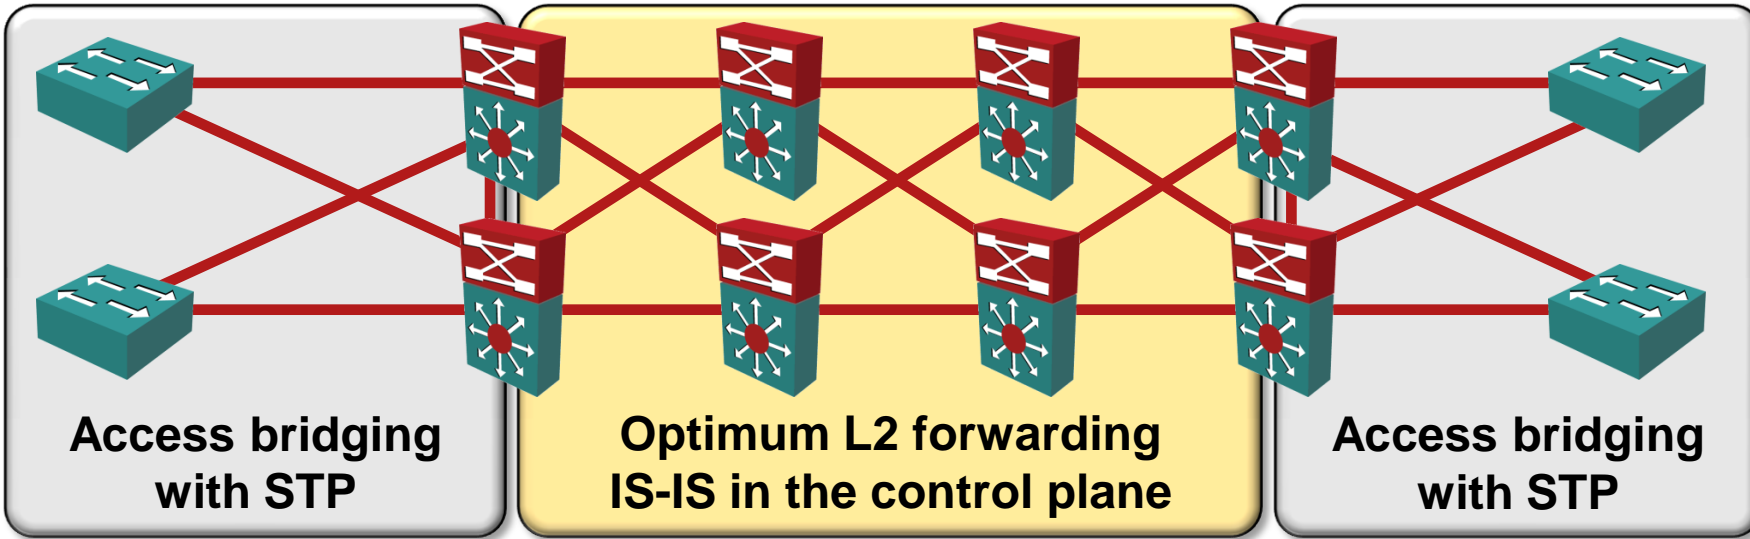 Access bridging
with STP
Optimum L2 forwarding
IS-IS in the control plane
Access bridging
with STP